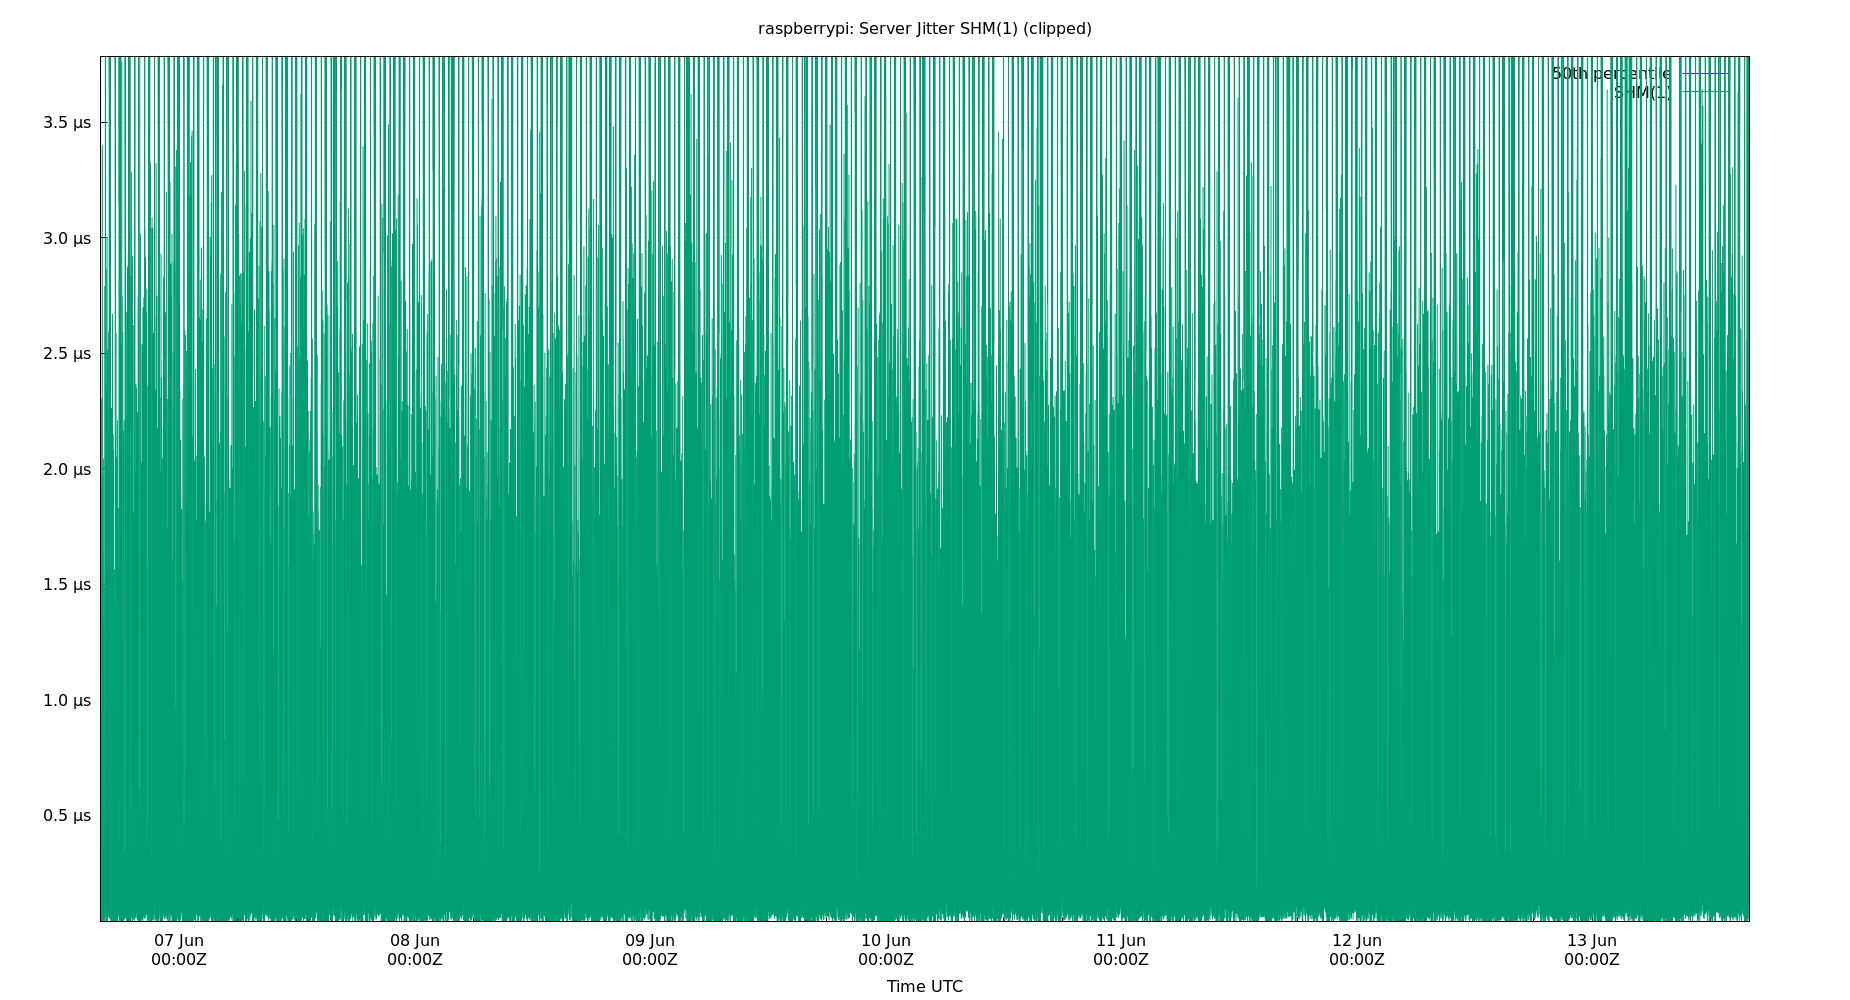 raspberrypi: Server Jitter SHM(1) (clipped)
50th percentile
SHM(1)
3.5 µs
3.0 µs
2.5 µs
2.0 µs
1.5 µs
1.0 µs
0.5 µs
07 Jun 08 Jun 09 Jun 10 Jun 11 Jun 12 Jun 13 Jun
00:00Z 00:00Z 00:00Z 00:00Z 00:00Z 00:00Z 00:00Z
Time UTC